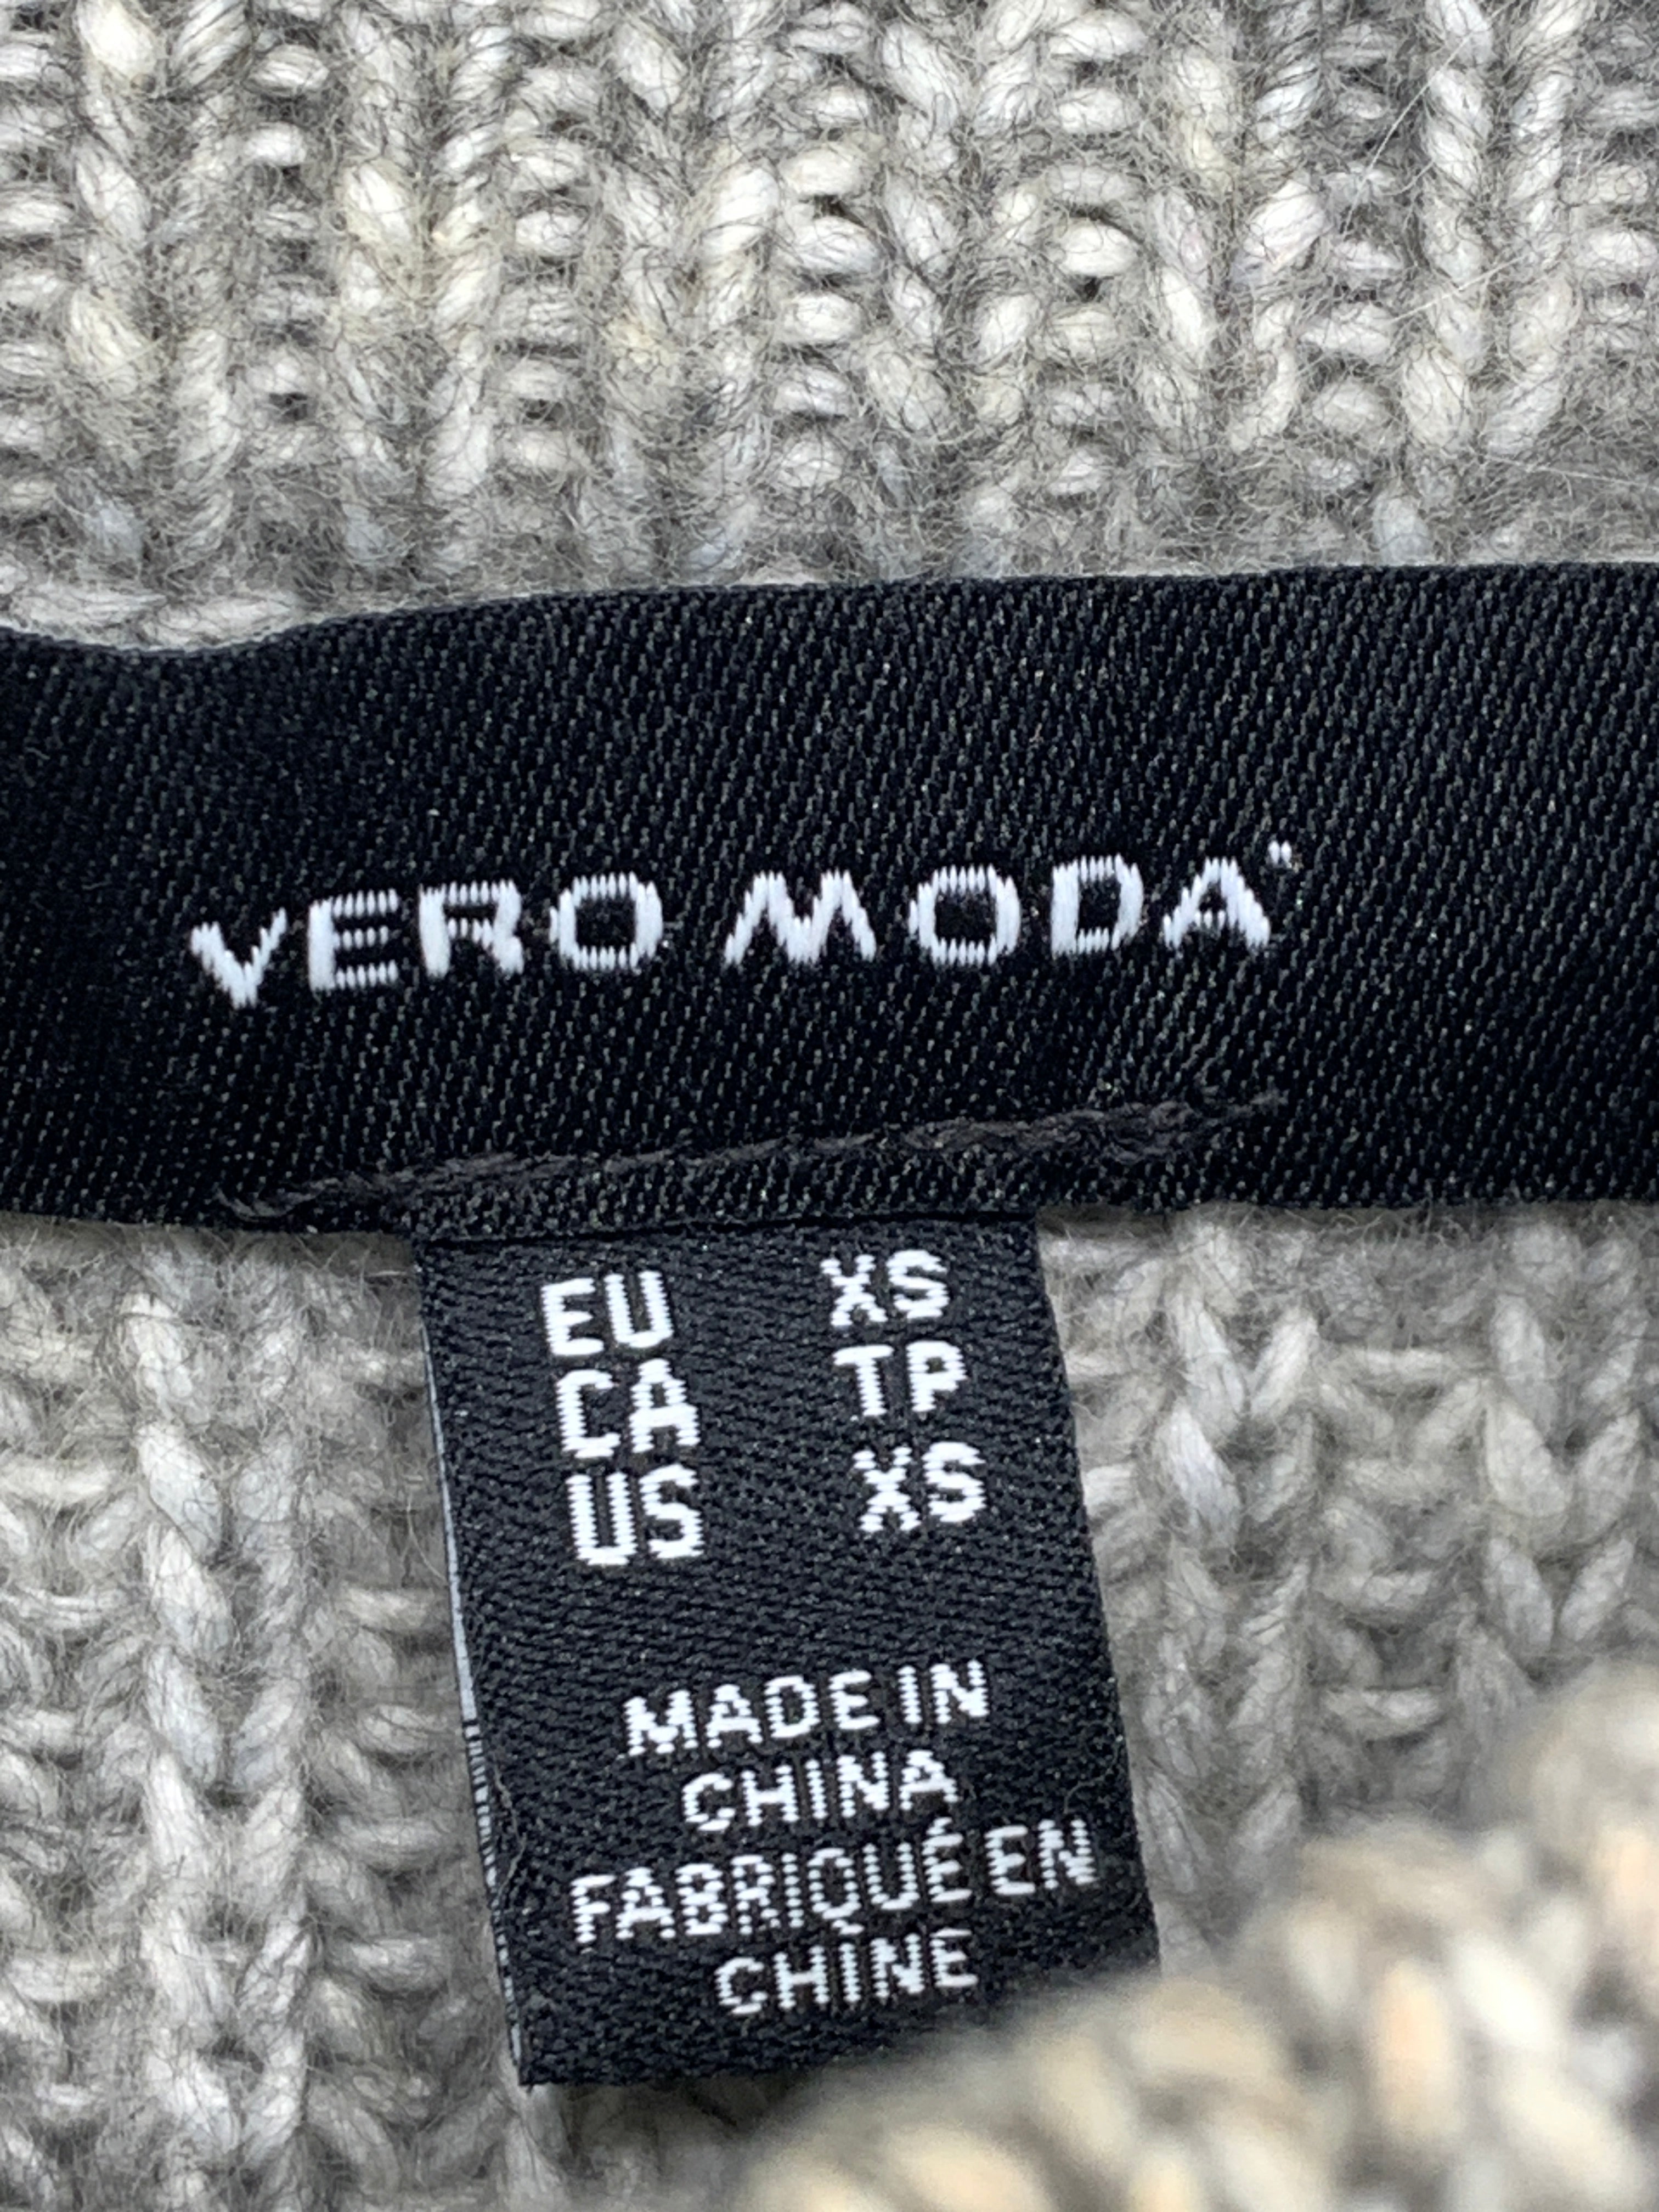 VERO MODA
EU XS
CA TP
US XS
MADE IN
CHINA
FABRIQUÉ EN
CHINE